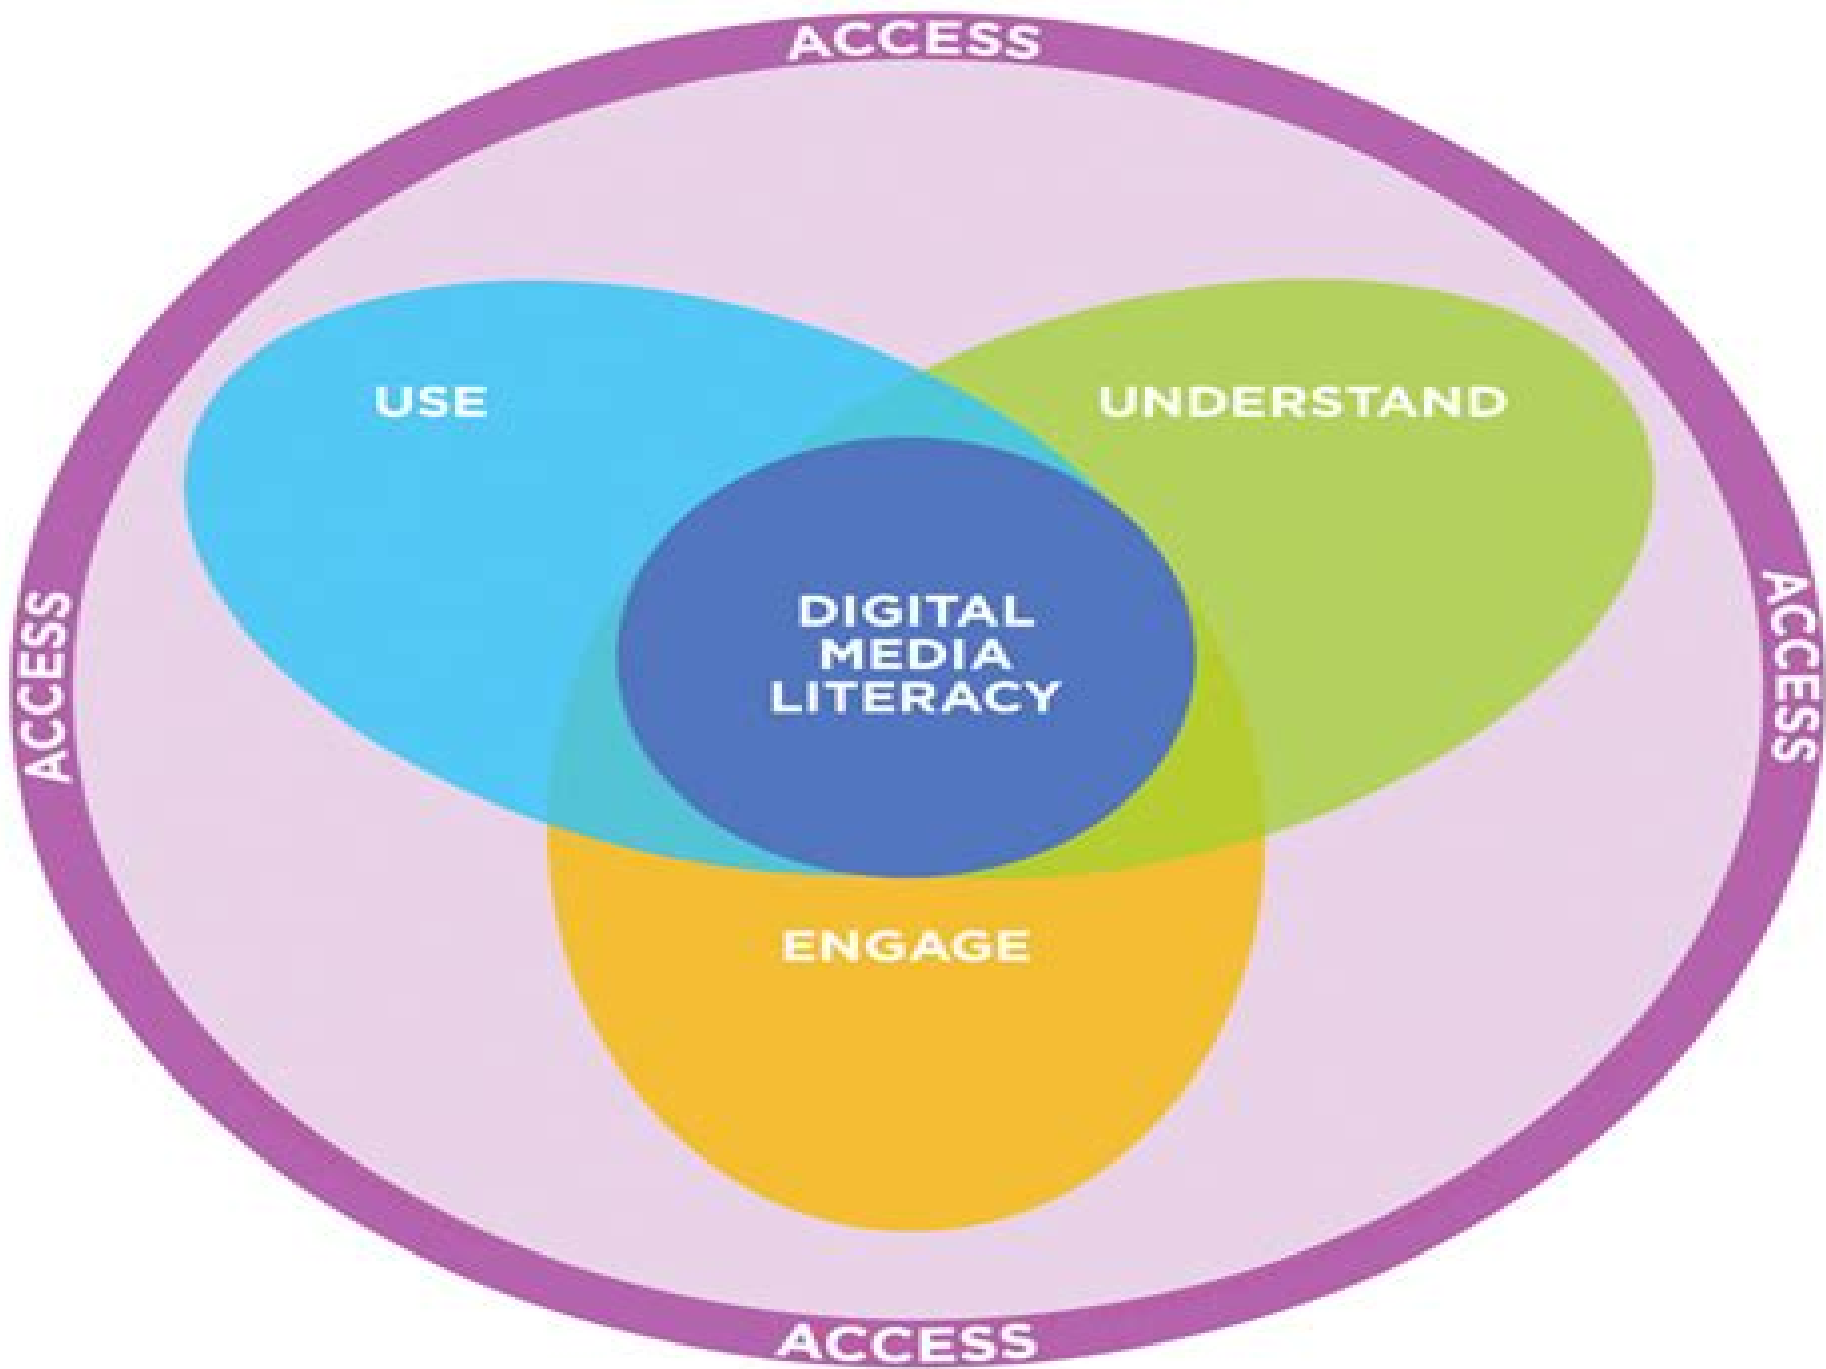 ACCESS
USE
UNDERSTAND
DIGITAL
MEDIA
LITERACY
ACCESS
ACCESS
ENGAGE
ACCESS